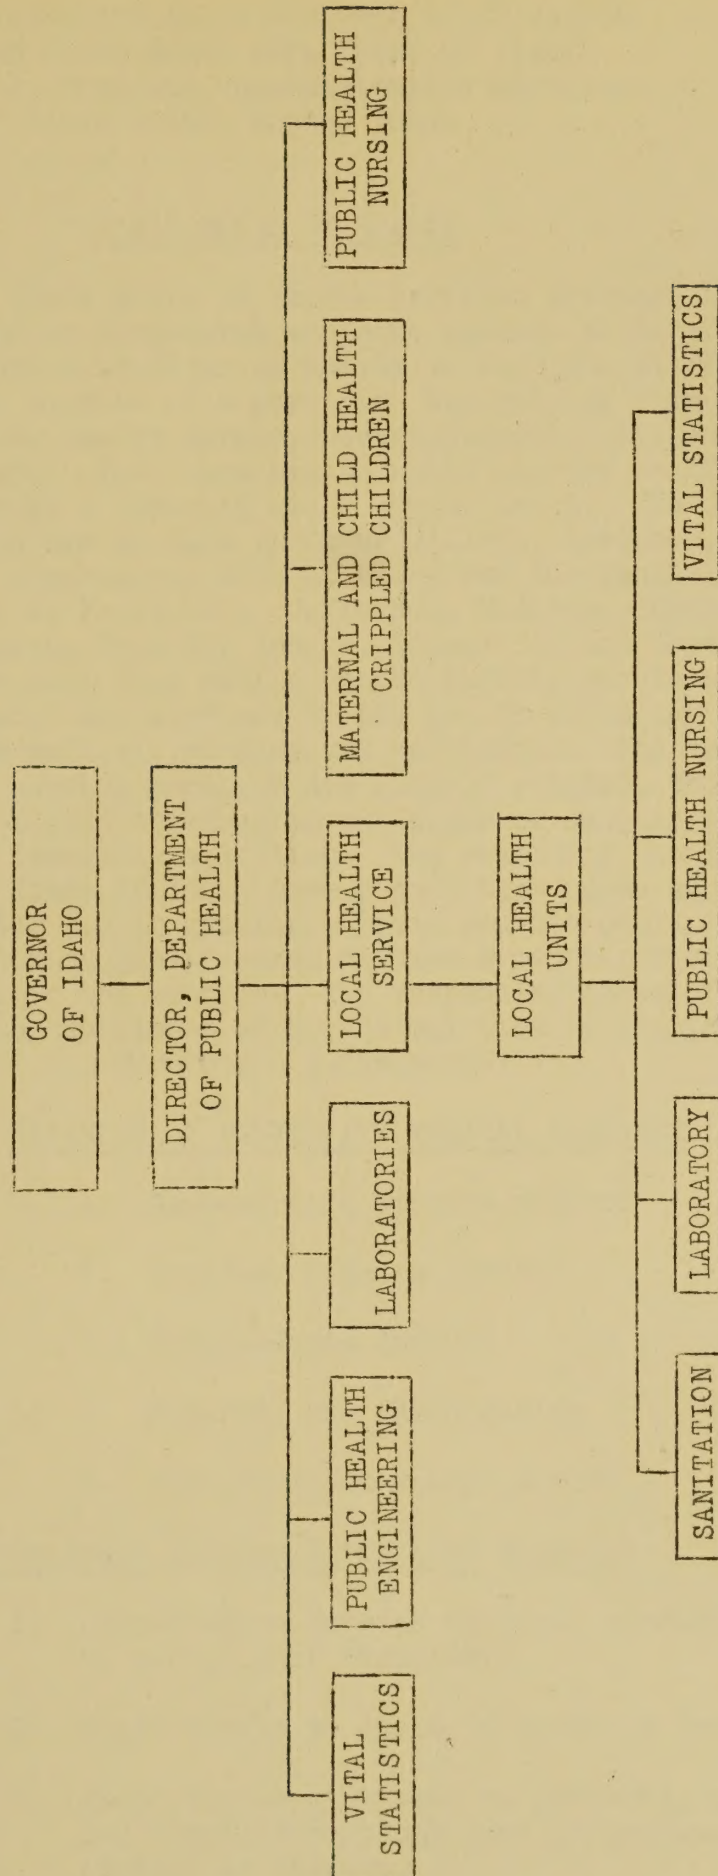 GOVERNOR
OF IDAHO
DIRECTOR, DEPARTMENT
OF PUBLIC HEALTH
VITAL
STATISTICS
PUBLIC HEALTH
ENGINEERING
LABORATORIES
LOCAL HEALTH
SERVICE
MATERNAL AND CHILD HEALTH
CRIPPLED CHILDREN
PUBLIC HEALTH
NURSING
LOCAL HEALTH
UNITS
SANITATION
LABORATORY
PUBLIC HEALTH NURSING
VITAL STATISTICS